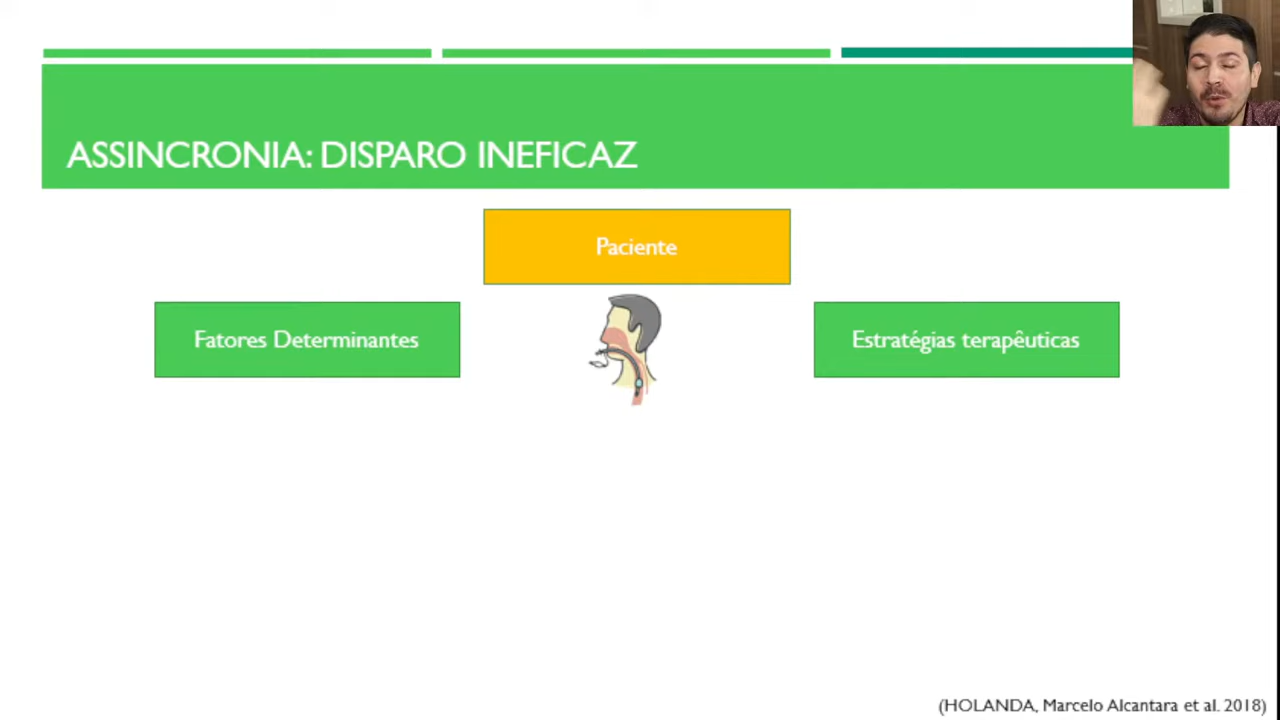 ASSINCRONIA: DISPARO INEFICAZ
Paciente
Fatores Determinantes
Estratégias terapêuticas
(HOLANDA, Marcelo Alcantara et al. 2018)